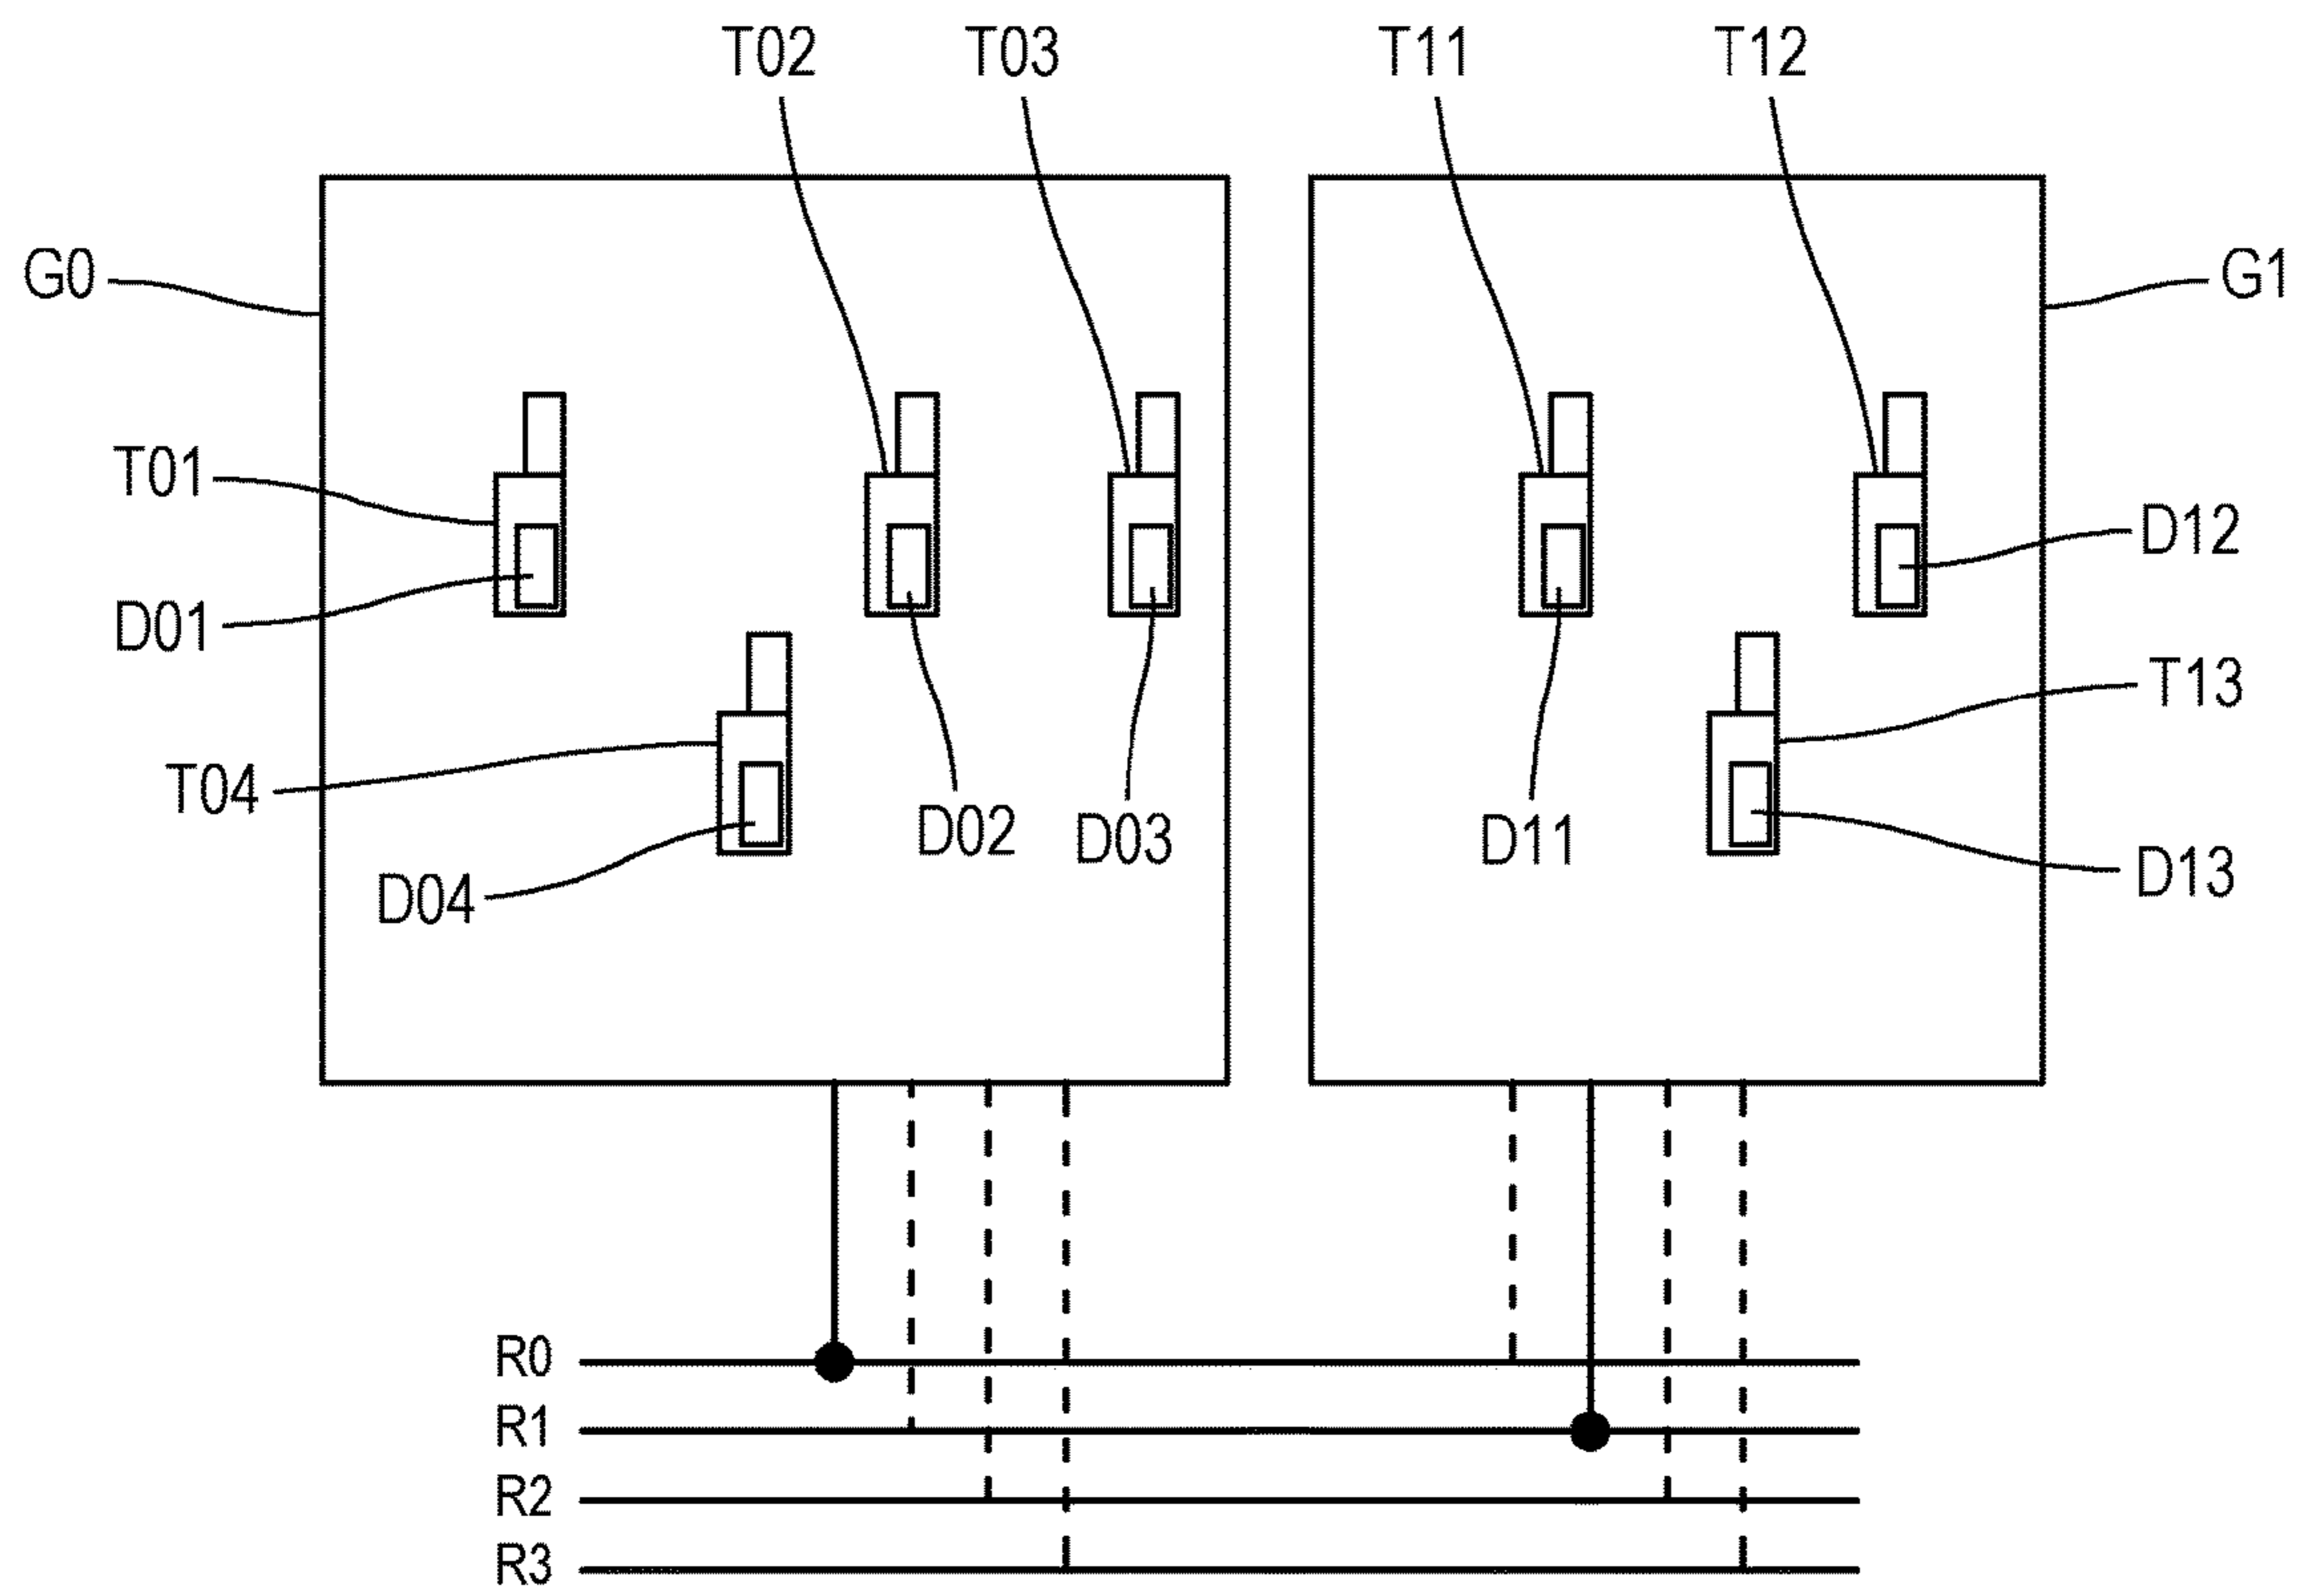 T02 T03 T11 T12
G0 G1
T01
D12
D01
T13
T04
D02 D03 D11
D13
D04
R0
R1
R2
R3